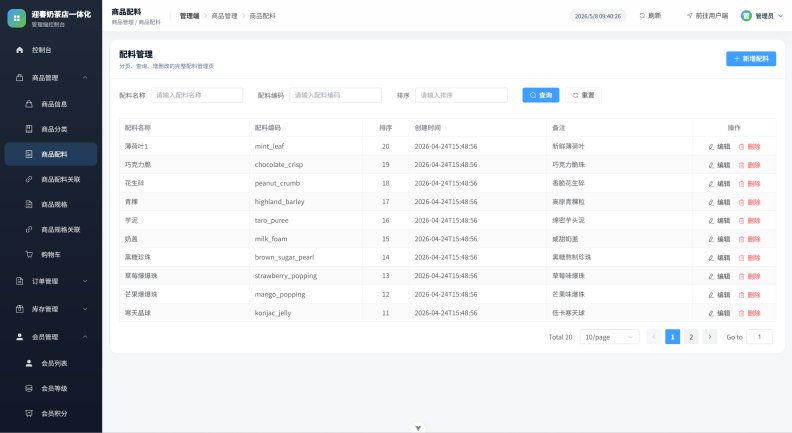 迎春奶茶店一体化
管理端控制台
控制台
商品管理
商品信息
商品分类
商品配料
商品配料关联
商品规格
商品规格关联
购物车
订单管理
库存管理
会员管理
会员列表
会员等级
会员积分
商品配料
商品管理 / 商品配料
管理端 > 商品管理 > 商品配料
2026/5/8 09:40:26
刷新
前往用户端
管 管理员
配料管理
分页、查询、增删改的完整配料管理页
+ 新增配料
配料名称 请输入配料名称 配料编码 请输入配料编码 排序 请输入排序 查询 重置
配料名称 配料编码 排序 创建时间 备注 操作
薄荷叶1 mint_leaf 20 2026-04-24T15:48:56 新鲜薄荷叶 编辑 删除
巧克力脆 chocolate_crisp 19 2026-04-24T15:48:56 巧克力脆珠 编辑 删除
花生碎 peanut_crumb 18 2026-04-24T15:48:56 香脆花生碎 编辑 删除
青稞 highland_barley 17 2026-04-24T15:48:56 高原青稞粒 编辑 删除
芋泥 taro_puree 16 2026-04-24T15:48:56 绵密芋头泥 编辑 删除
奶盖 milk_foam 15 2026-04-24T15:48:56 咸甜奶盖 编辑 删除
黑糖珍珠 brown_sugar_pearl 14 2026-04-24T15:48:56 黑糖熬制珍珠 编辑 删除
草莓爆爆珠 strawberry_popping 13 2026-04-24T15:48:56 草莓味爆珠 编辑 删除
芒果爆爆珠 mango_popping 12 2026-04-24T15:48:56 芒果味爆珠 编辑 删除
寒天晶球 konjac_jelly 11 2026-04-24T15:48:56 低卡寒天球 编辑 删除
Total 20 10/page < 1 2 > Go to 1